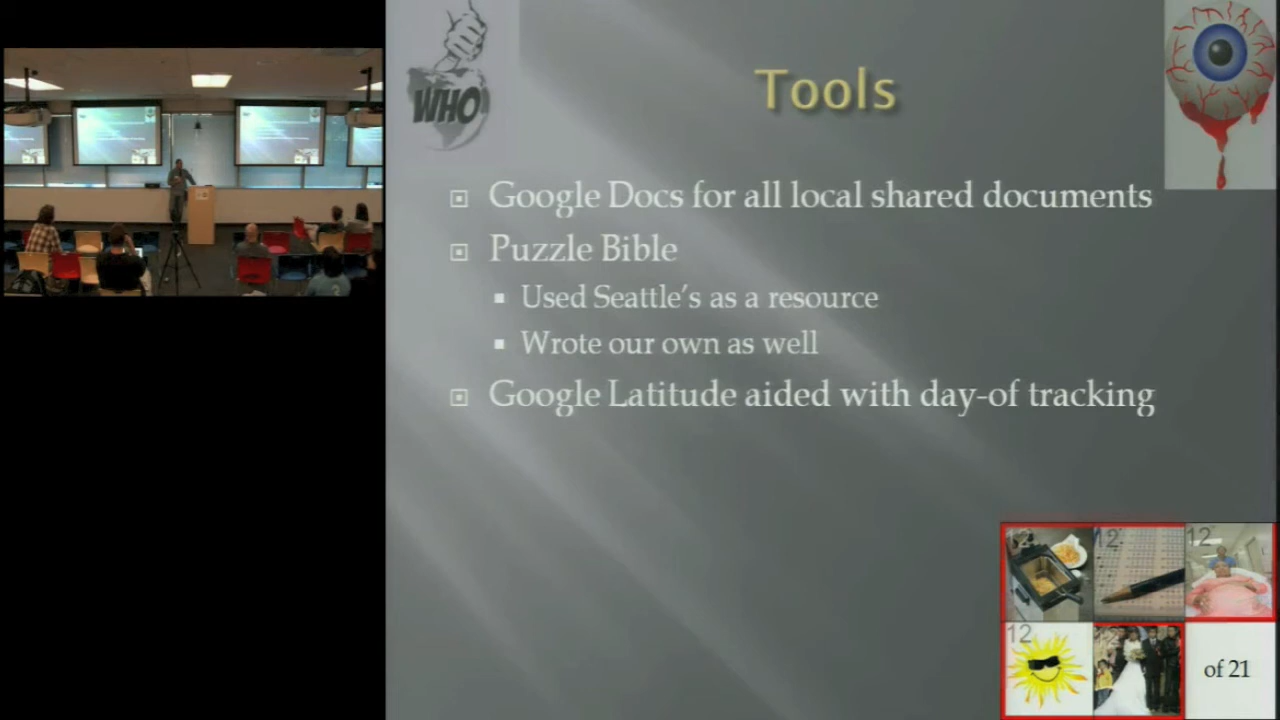 WHO
Tools
Google Docs for all local shared documents
Puzzle Bible
Used Seattle's as a resource
Wrote our own as well
Google Latitude aided with day-of tracking
12
12
12
of 21